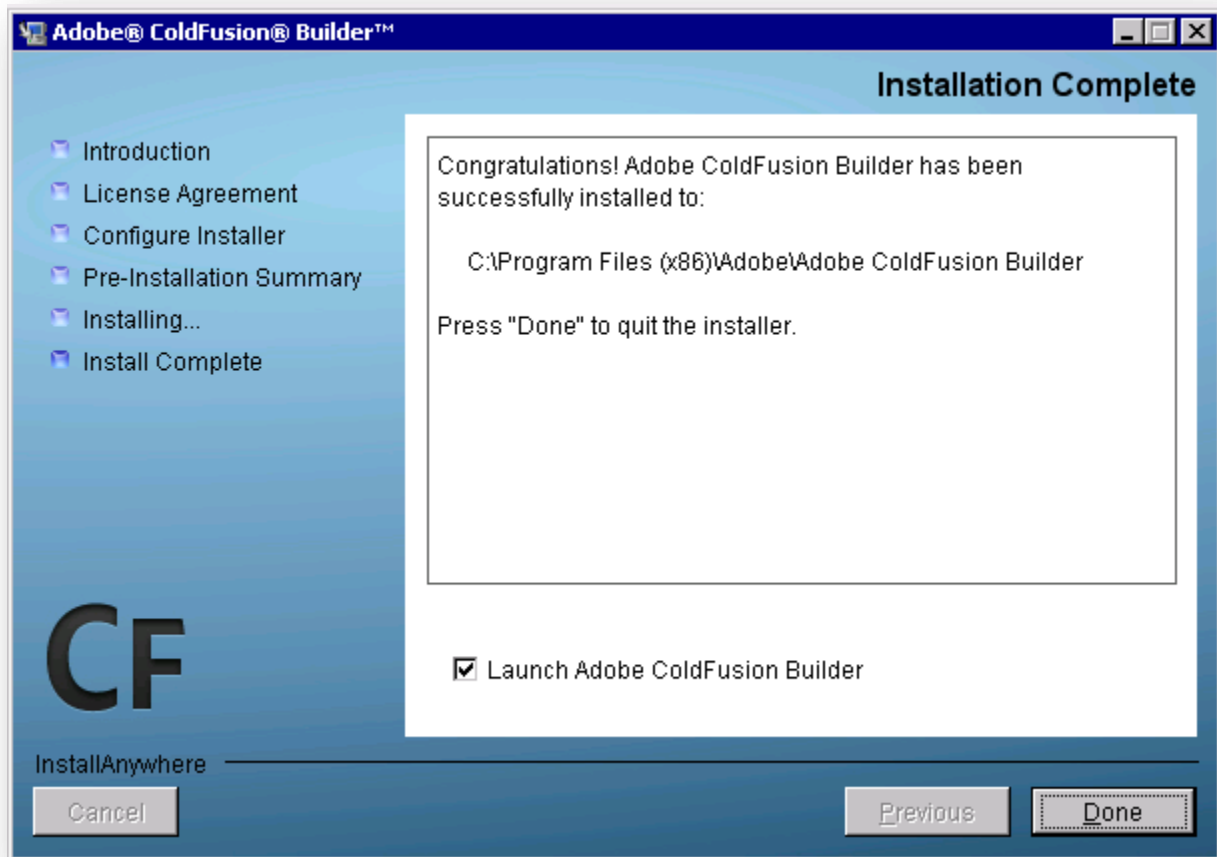 Adobe® ColdFusion® Builder™
Installation Complete
Introduction
License Agreement
Configure Installer
Pre-Installation Summary
Installing...
Install Complete
Congratulations! Adobe ColdFusion Builder has been
successfully installed to:
C:\Program Files (x86)\Adobe\Adobe ColdFusion Builder
Press "Done" to quit the installer.
CF
Launch Adobe ColdFusion Builder
InstallAnywhere
Cancel
Previous
Done